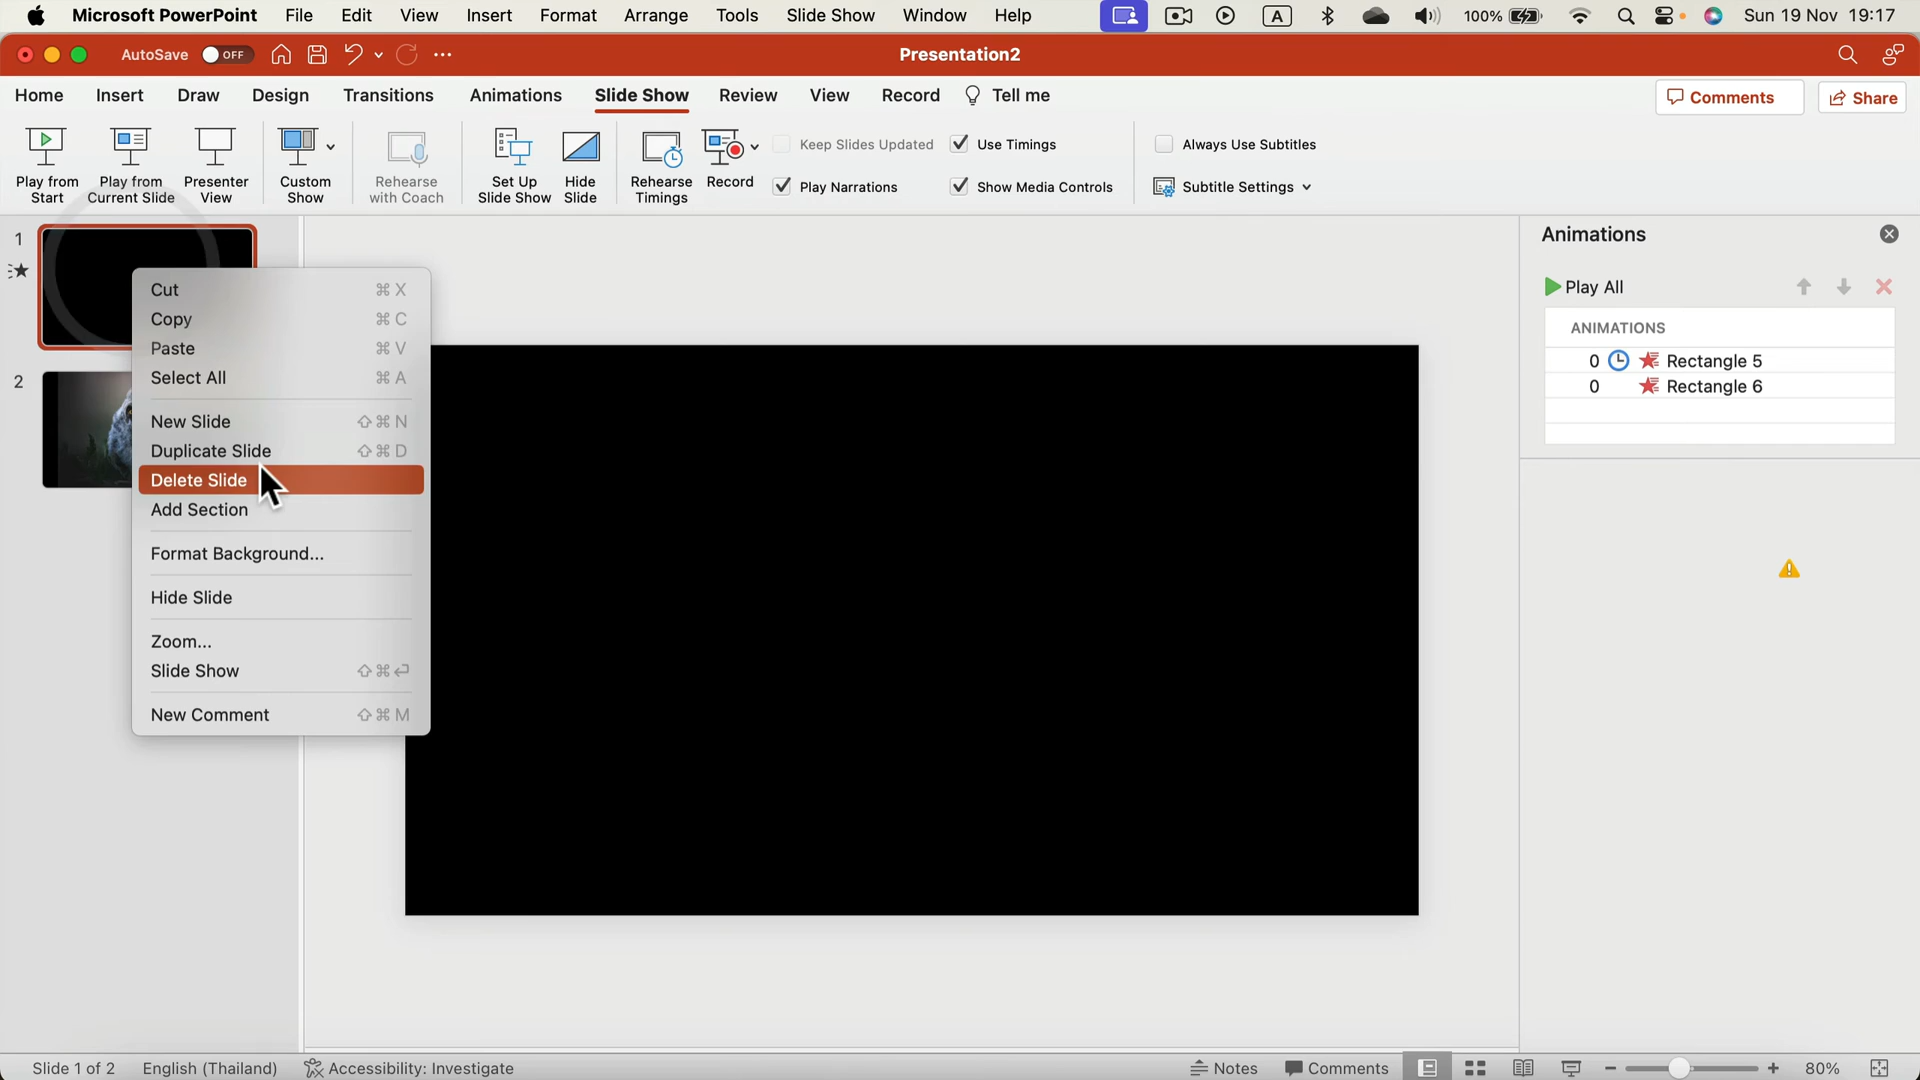 Microsoft PowerPoint File Edit View Insert Format Arrange Tools Slide Show Window Help A 100% Sun 19 Nov 19:17
AutoSave OFF Presentation2
Home Insert Draw Design Transitions Animations Slide Show Review View Record Tell me Comments Share
Play from Start
Play from Current Slide
Presenter View
Custom Show
Rehearse with Coach
Set Up Slide Show
Hide Slide
Rehearse Timings
Record
Keep Slides Updated
Play Narrations
Use Timings
Show Media Controls
Always Use Subtitles
Subtitle Settings
1
2
Cut ⌘ X
Copy ⌘ C
Paste ⌘ V
Select All ⌘ A
New Slide ⇧ ⌘ N
Duplicate Slide ⇧ ⌘ D
Delete Slide
Add Section
Format Background...
Hide Slide
Zoom...
Slide Show ⇧ ⌘ ↩
New Comment ⇧ ⌘ M
Animations
Play All
ANIMATIONS
0 Rectangle 5
0 Rectangle 6
Slide 1 of 2 English (Thailand) Accessibility: Investigate Notes Comments 80%